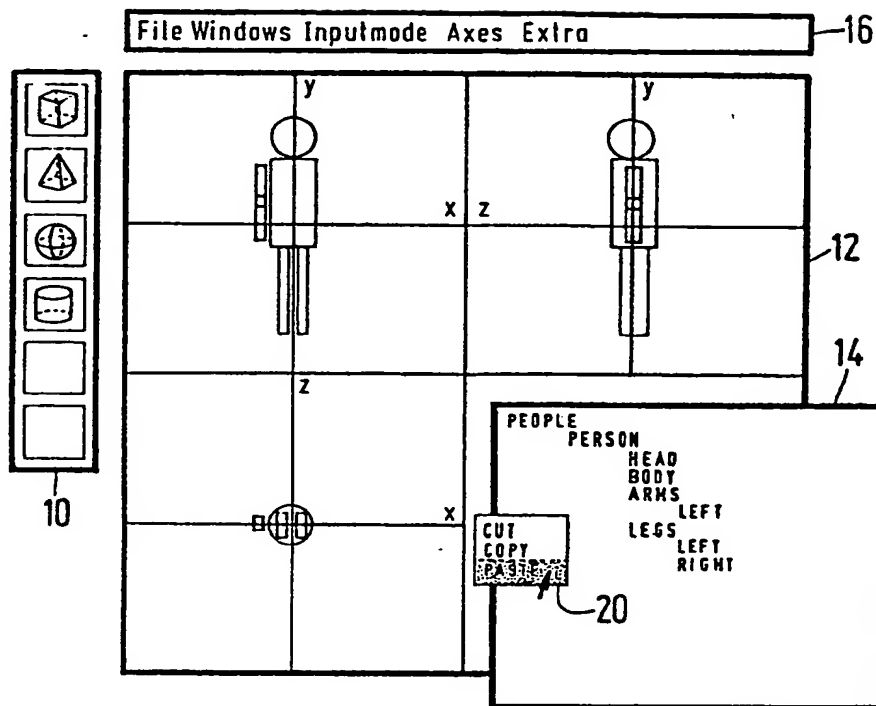 File Windows Inputmode Axes Extra
16
y
y
x
z
12
z
14
PEOPLE
PERSON
HEAD
BODY
ARMS
LEFT
LEGS
LEFT
RIGHT
10
x
CUT
COPY
PASTE
20